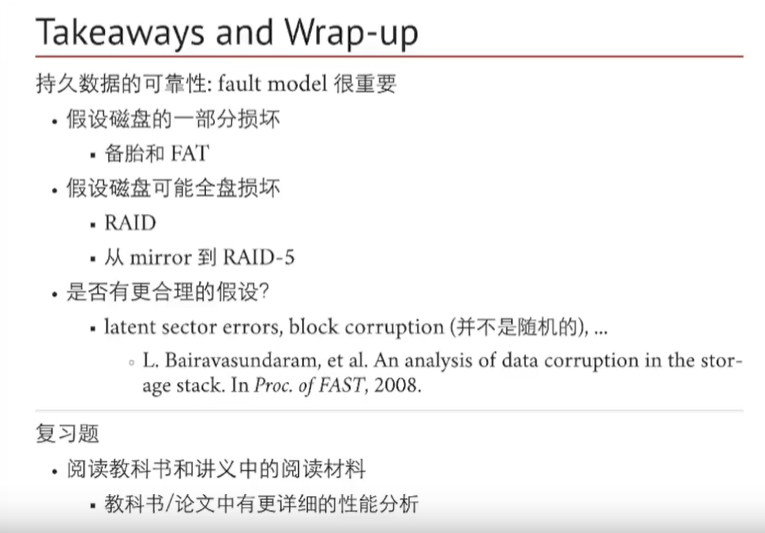 Takeaways and Wrap-up
持久数据的可靠性: fault model 很重要
• 假设磁盘的一部分损坏
▪ 备胎和 FAT
• 假设磁盘可能全盘损坏
▪ RAID
▪ 从 mirror 到 RAID-5
• 是否有更合理的假设?
▪ latent sector errors, block corruption (并不是随机的), ...
◦ L. Bairavasundaram, et al. An analysis of data corruption in the stor-
age stack. In Proc. of FAST, 2008.
复习题
• 阅读教科书和讲义中的阅读材料
▪ 教科书/论文中有更详细的性能分析